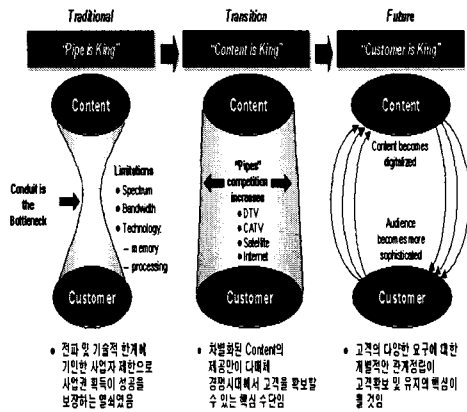 Traditional
Transition
Future
"Pipe is King"
"Content is King"
"Customer is King"
Content
Conduit is the
Bottleneck
Limitations
• Spectrum
• Bandwidth
• Technology:
– memory
– processing
Customer
• 전파 및 기술적 한계에
기인한 사업자 제한으로
사업권 획득이 성공을
보장하는 열쇠였음
Content
"Pipes"
competition
increases
• DTV
• CATV
• Satellite
• Internet
Customer
• 차별화된 Content의
제공만이 다매체
경쟁시대에서 고객을 확보할
수 있는 핵심 수단임
Content
Content becomes
digitalized
Audience
becomes more
sophisticated
Customer
• 고객의 다양한 요구에 대한
개별적인 관계정립이
고객확보 및 유지의 핵심이
될 것임